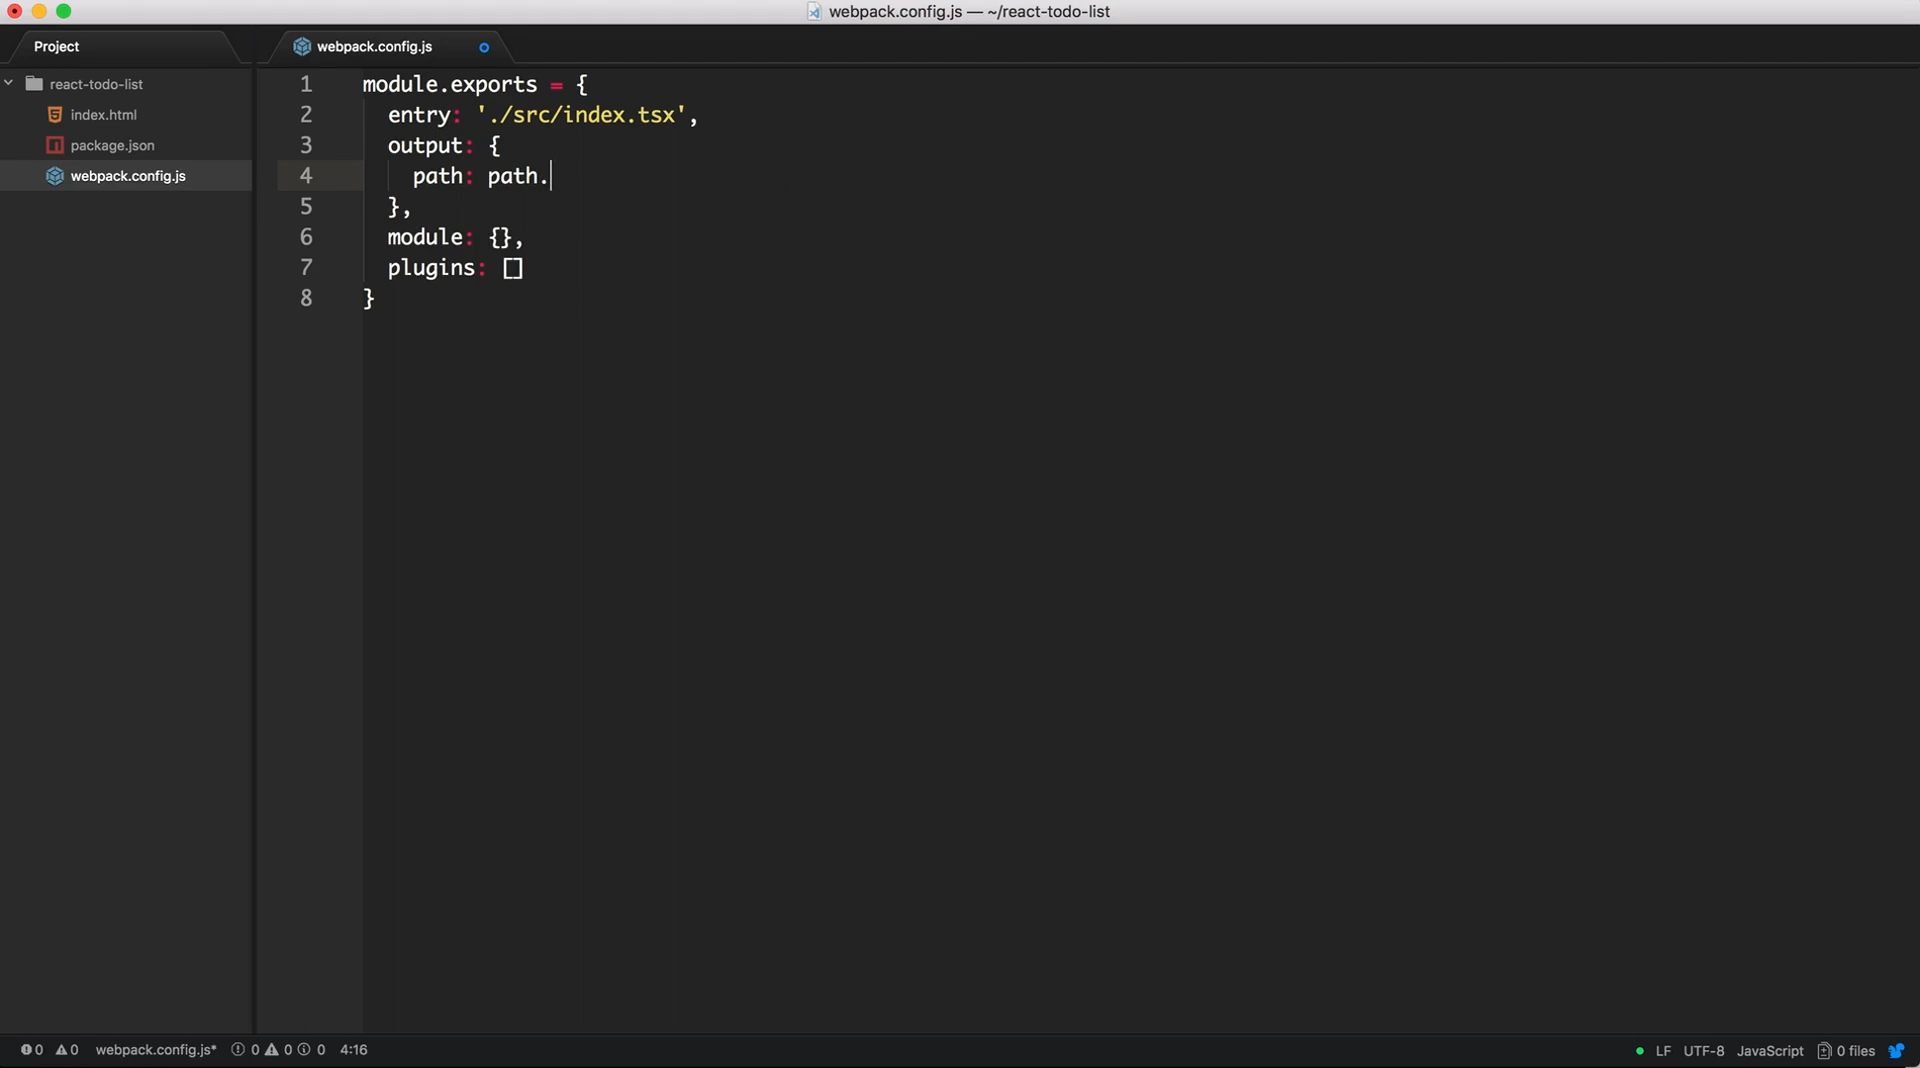 webpack.config.js — ~/react-todo-list
Project
webpack.config.js
react-todo-list
index.html
package.json
webpack.config.js
1 module.exports = {
2 entry: './src/index.tsx',
3 output: {
4 path: path.
5 },
6 module: {},
7 plugins: []
8 }
0 0 webpack.config.js* 0 0 0 4:16
LF UTF-8 JavaScript 0 files